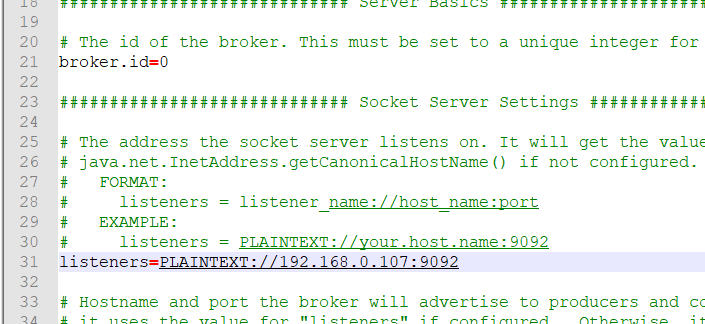 18 ############################# Server Basics #####################
19
20 # The id of the broker. This must be set to a unique integer for
21 broker.id=0
22
23 ############################# Socket Server Settings ############
24
25 # The address the socket server listens on. It will get the value
26 # java.net.InetAddress.getCanonicalHostName() if not configured.
27 #   FORMAT:
28 #     listeners = listener_name://host_name:port
29 #   EXAMPLE:
30 #     listeners = PLAINTEXT://your.host.name:9092
31 listeners=PLAINTEXT://192.168.0.107:9092
32
33 # Hostname and port the broker will advertise to producers and co
34 # it uses the value for "listeners" if configured.  Otherwise, it